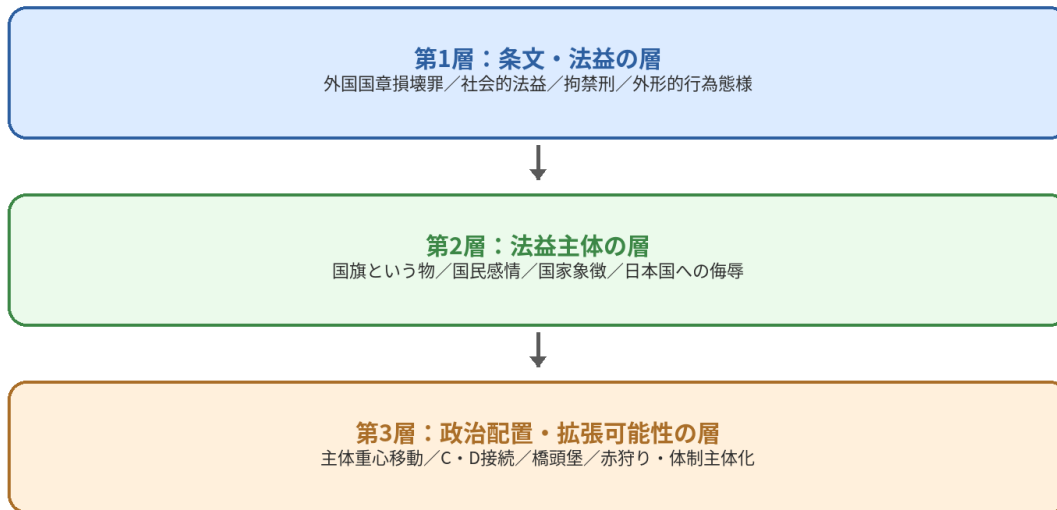 第1層：条文・法益の層
外国国章損壊罪／社会的法益／拘禁刑／外形的行為態様
第2層：法益主体の層
国旗という物／国民感情／国家象徴／日本国への侮辱
第3層：政治配置・拡張可能性の層
主体重心移動／C・D接続／橋頭堡／赤狩り・体制主体化